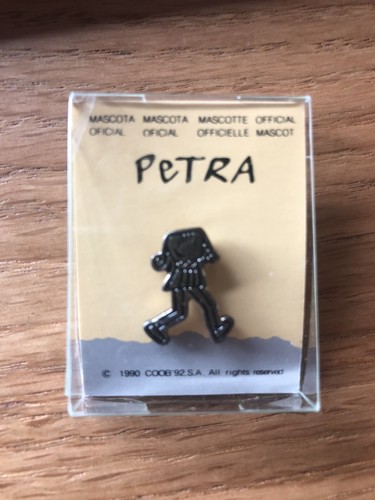 MASCOTA MASCOTA MASCOTTE OFFICIAL
OFICIAL OFICIAL OFFICIELLE MASCOT
PeTRA
© 1990 COOB'92.S.A. All rights reserved